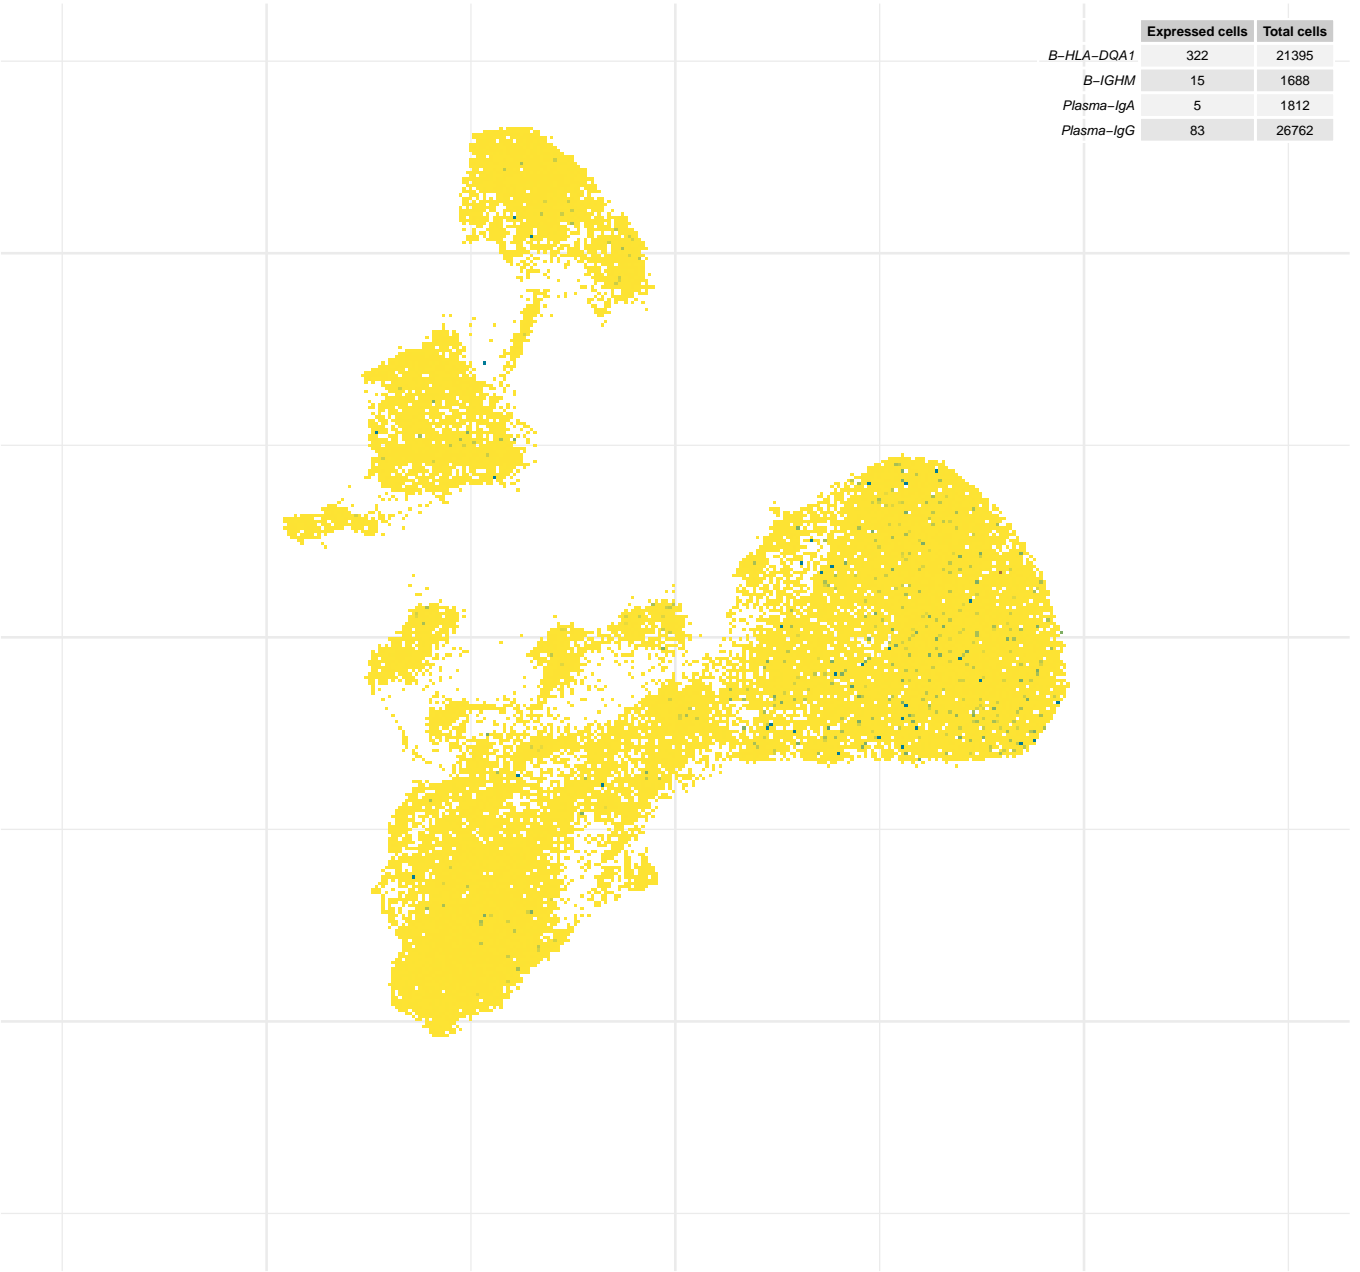 Expressed cells Total cells
B−HLA−DQA1 322 21395
B−IGHM 15 1688
Plasma−IgA 5 1812
Plasma−IgG 83 26762